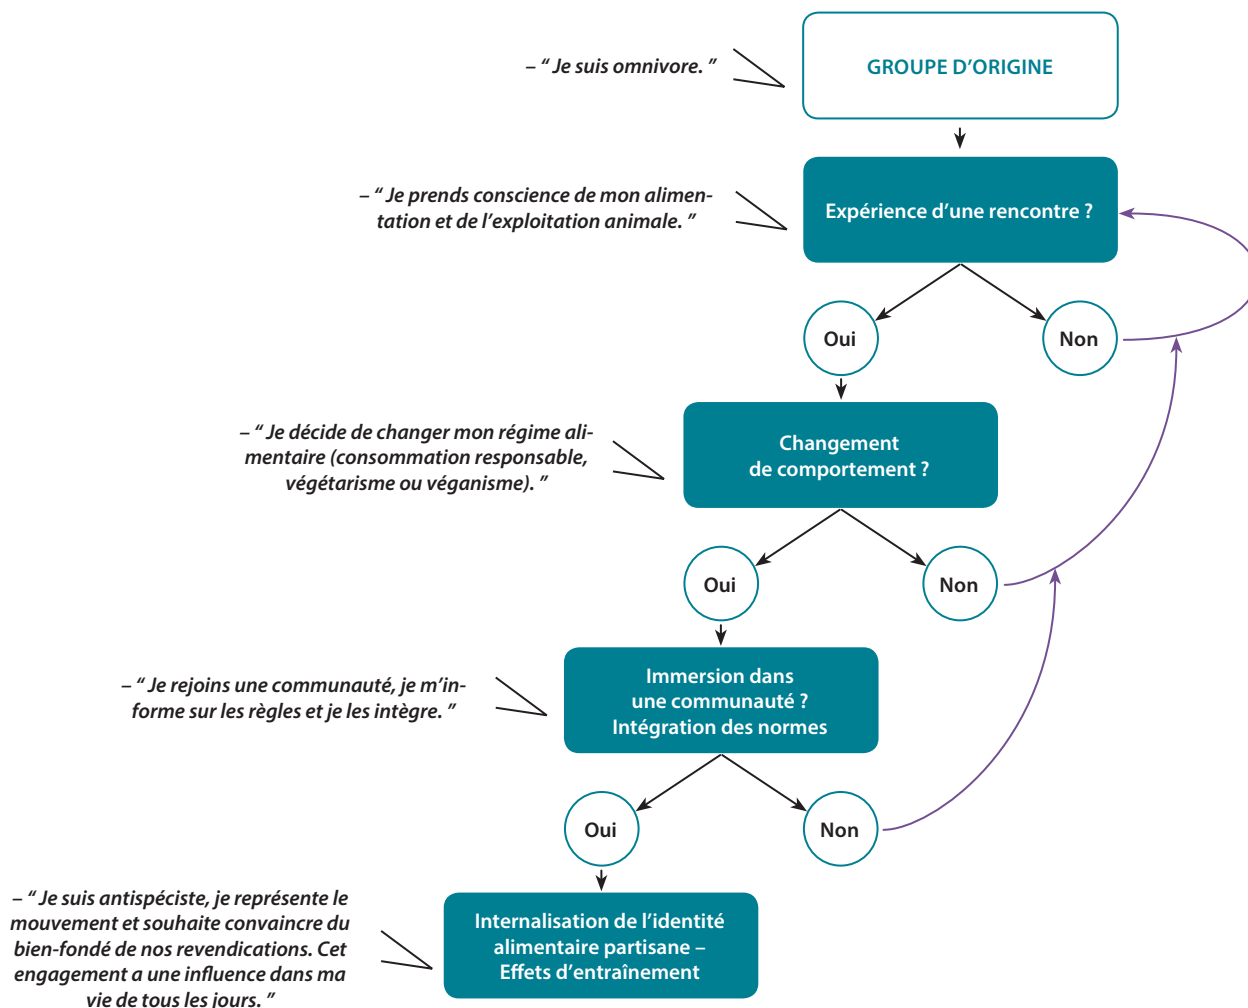 – “ Je suis omnivore. ”
GROUPE D’ORIGINE
– “ Je prends conscience de mon alimen-
tation et de l’exploitation animale. ”
Expérience d’une rencontre ?
Oui
Non
– “ Je décide de changer mon régime ali-
mentaire (consommation responsable,
végétarisme ou véganisme). ”
Changement
de comportement ?
Oui
Non
– “ Je rejoins une communauté, je m’in-
forme sur les règles et je les intègre. ”
Immersion dans
une communauté ?
Intégration des normes
Oui
Non
– “ Je suis antispéciste, je représente le
mouvement et souhaite convaincre du
bien-fondé de nos revendications. Cet
engagement a une influence dans ma
vie de tous les jours. ”
Internalisation de l’identité
alimentaire partisane –
Effets d’entraînement